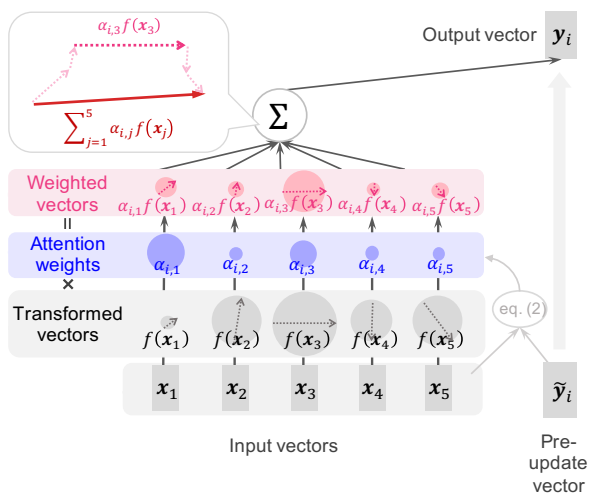 α_{i,3} f(x_3)
∑_{j=1}^{5} α_{i,j} f(x_j)
Output vector y_i
Σ
Weighted vectors
α_{i,1} f(x_1) α_{i,2} f(x_2) α_{i,3} f(x_3) α_{i,4} f(x_4) α_{i,5} f(x_5)
=
Attention weights
α_{i,1} α_{i,2} α_{i,3} α_{i,4} α_{i,5}
×
Transformed vectors
f(x_1) f(x_2) f(x_3) f(x_4) f(x_5)
eq. (2)
x_1 x_2 x_3 x_4 x_5
ỹ_i
Input vectors
Pre-
update
vector